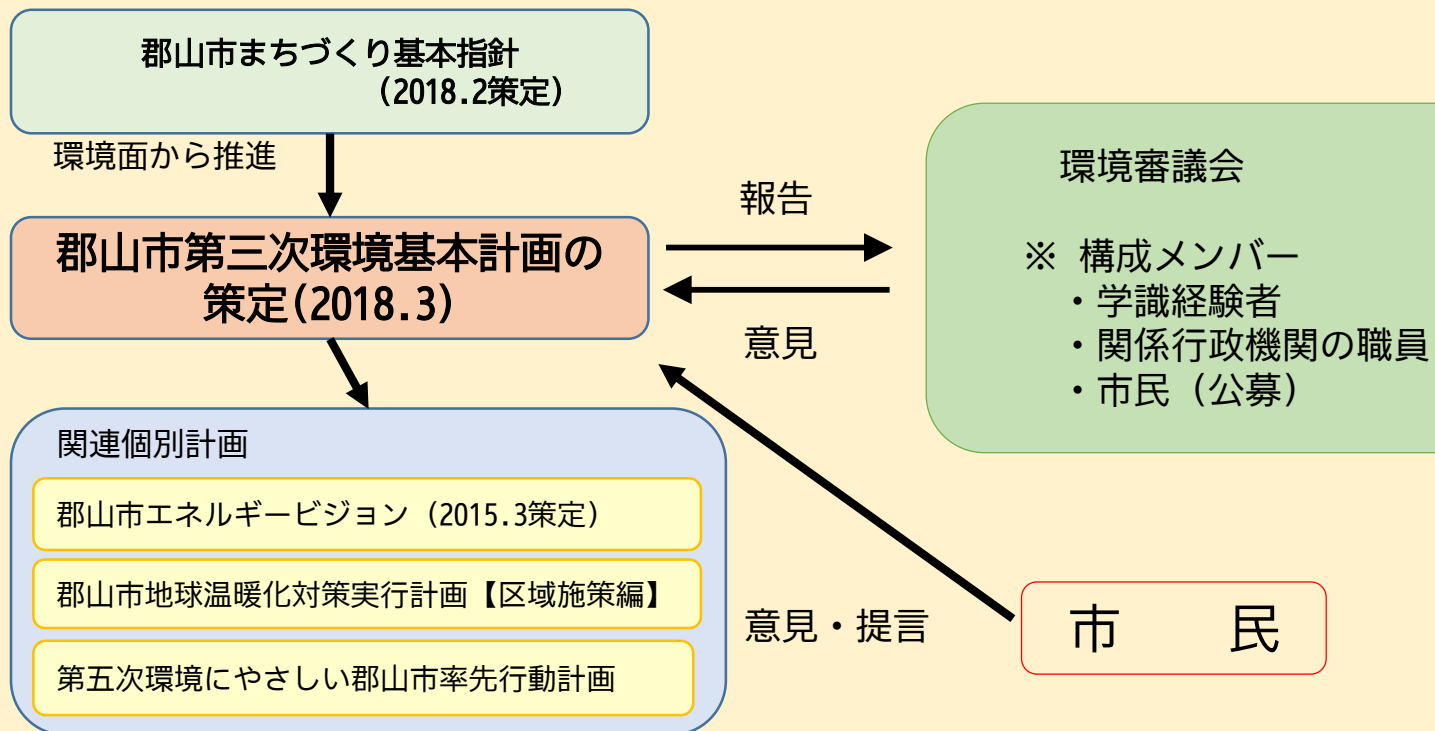 郡山市まちづくり基本指針
（2018.2策定）
環境面から推進
郡山市第三次環境基本計画の
策定(2018.3)
報告
意見
環境審議会
※ 構成メンバー
・学識経験者
・関係行政機関の職員
・市民（公募）
関連個別計画
郡山市エネルギービジョン（2015.3策定）
郡山市地球温暖化対策実行計画【区域施策編】
第五次環境にやさしい郡山市率先行動計画
意見・提言
市　　民